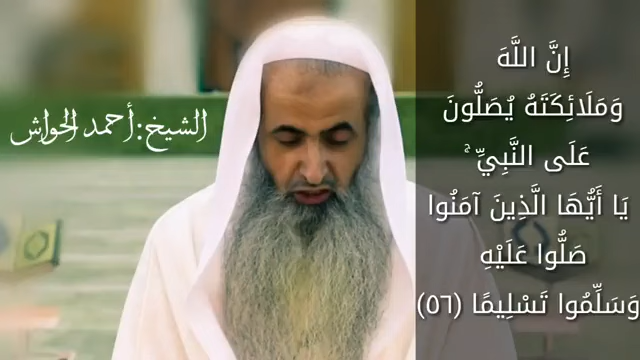 الشيخ: أحمد الحواش
إِنَّ اللَّهَ
وَمَلَائِكَتَهُ يُصَلُّونَ
عَلَى النَّبِيِّ ۚ
يَا أَيُّهَا الَّذِينَ آمَنُوا
صَلُّوا عَلَيْهِ
وَسَلِّمُوا تَسْلِيمًا (٥٦)